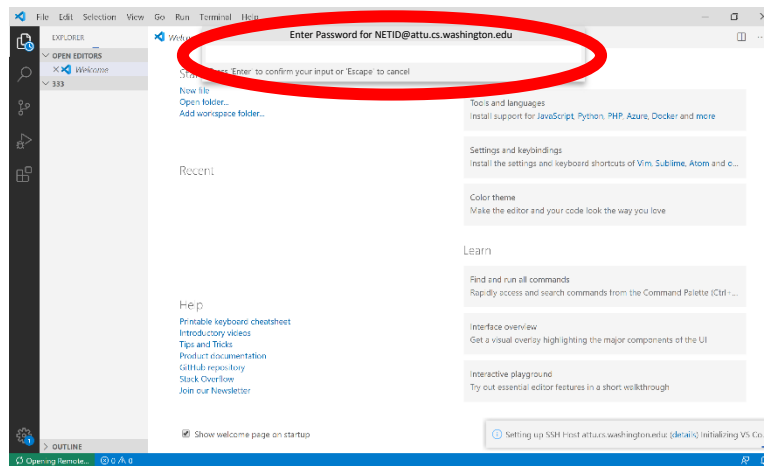 File Edit Selection View Go Run Terminal Help
EXPLORER
OPEN EDITORS
Welcome
333
OUTLINE
Enter Password for NETID@attu.cs.washington.edu
'Enter' to confirm your input or 'Escape' to cancel
New file
Open folder...
Add workspace folder...
Recent
Help
Printable keyboard cheatsheet
Introductory videos
Tips and Tricks
Product documentation
GitHub repository
Stack Overflow
Join our Newsletter
Show welcome page on startup
Tools and languages
Install support for JavaScript, Python, PHP, Azure, Docker and more
Settings and keybindings
Install the settings and keyboard shortcuts of Vim, Sublime, Atom and o...
Color theme
Make the editor and your code look the way you love
Learn
Find and run all commands
Rapidly access and search commands from the Command Palette (Ctrl+...
Interface overview
Get a visual overlay highlighting the major components of the UI
Interactive playground
Try out essential editor features in a short walkthrough
Setting up SSH Host attu.cs.washington.edu: (details) Initializing VS Co
Opening Remote... 0 0